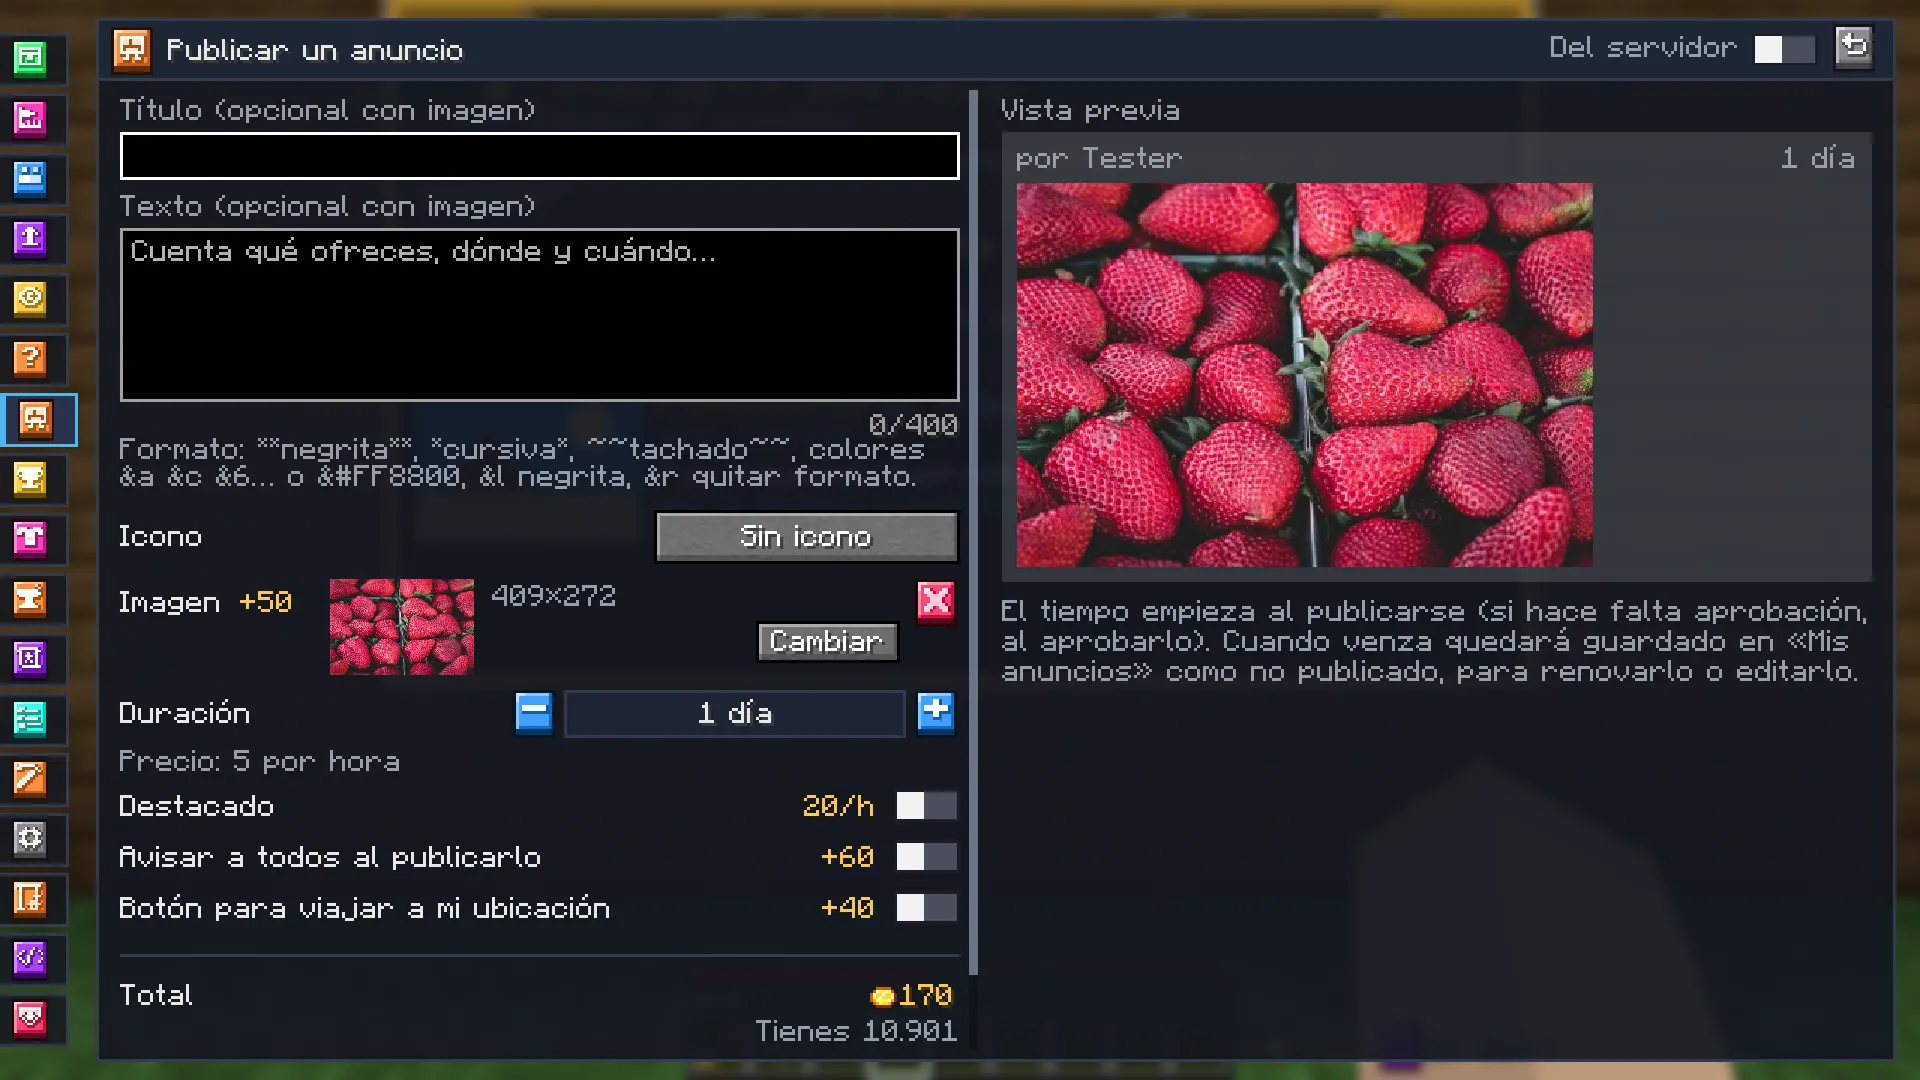 Publicar un anuncio
Del servidor
Título (opcional con imagen)
Texto (opcional con imagen)
Cuenta qué ofreces, dónde y cuándo...
0/400
Formato: **negrita**, *cursiva*, ~~tachado~~, colores
&a &c &6... o &#FF8800, &l negrita, &r quitar formato.
Icono
Sin icono
Imagen +50
409×272
Cambiar
Duración
1 día
Precio: 5 por hora
Destacado
20/h
Avisar a todos al publicarlo
+60
Botón para viajar a mi ubicación
+40
Total
170
Tienes 10.901
Vista previa
por Tester
1 día
El tiempo empieza al publicarse (si hace falta aprobación,
al aprobarlo). Cuando venza quedará guardado en «Mis
anuncios» como no publicado, para renovarlo o editarlo.